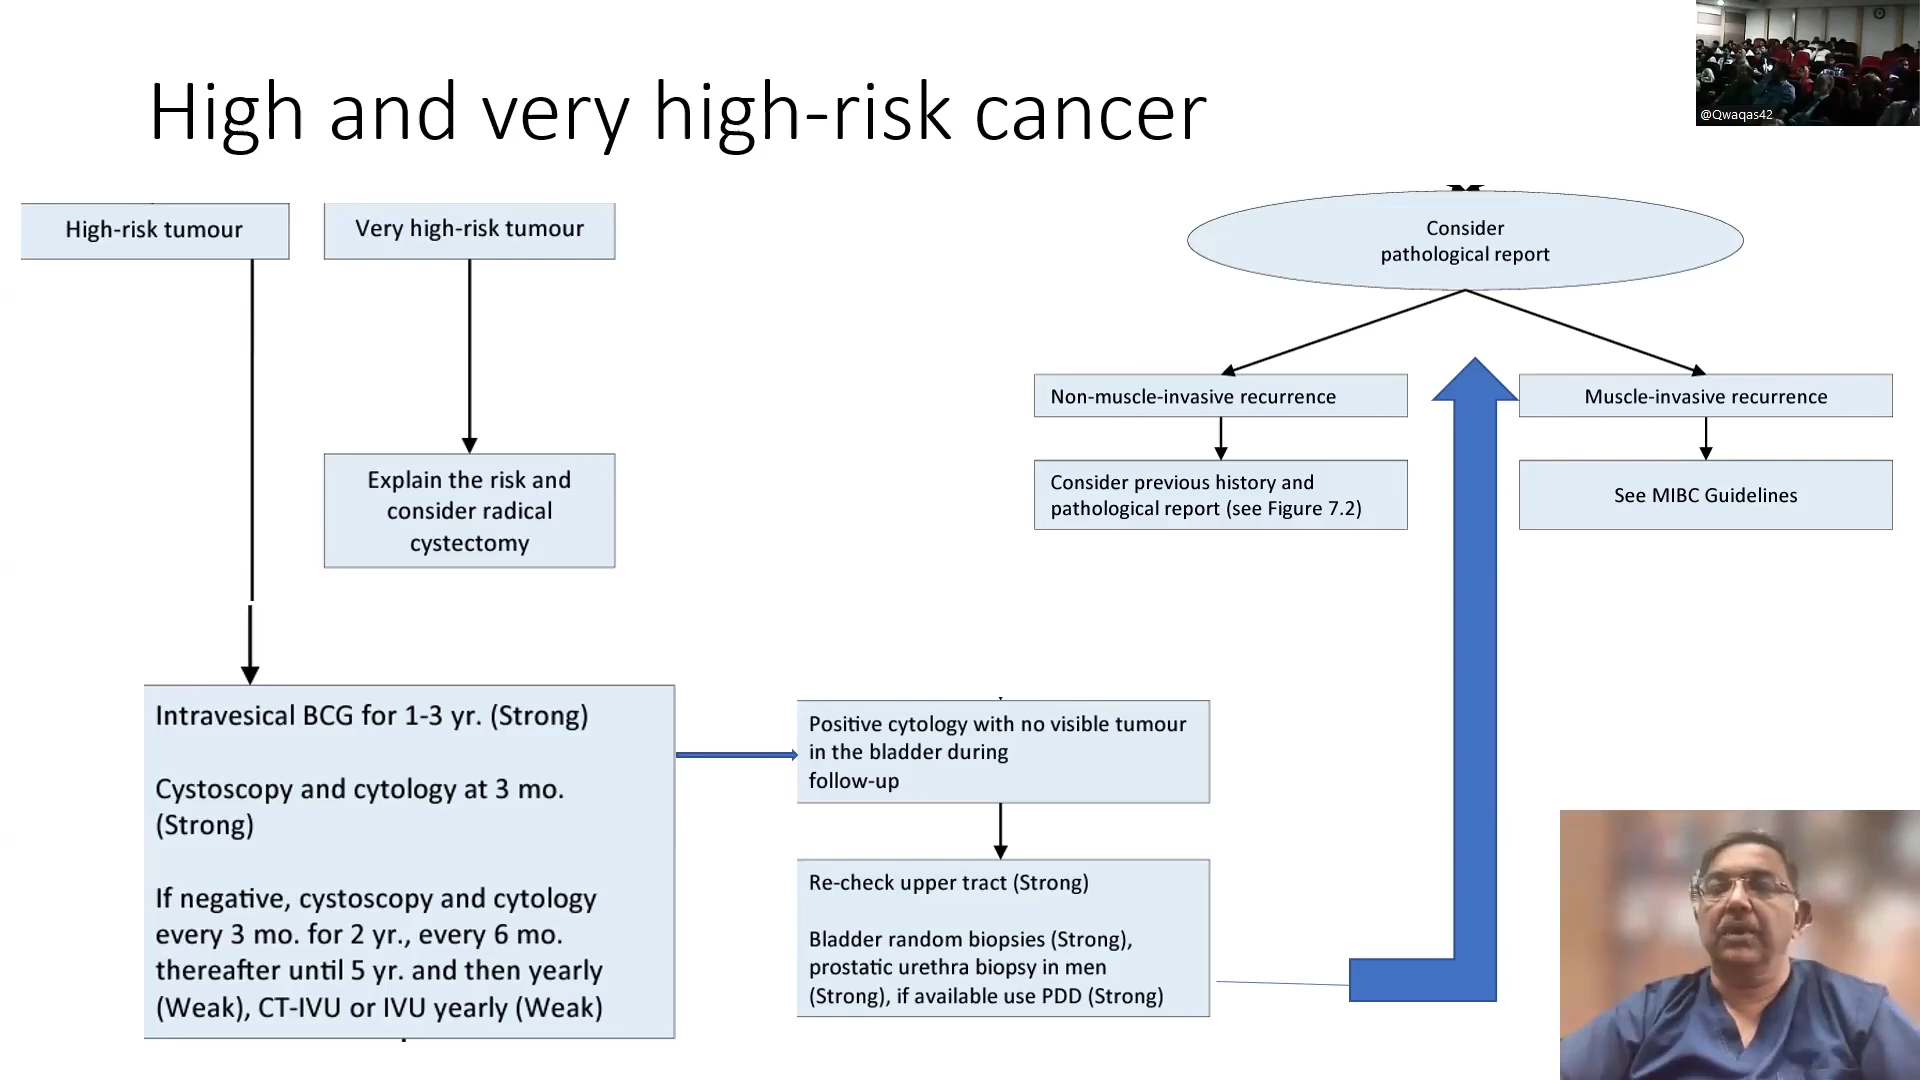 High and very high-risk cancer
@Qwaqas42
High-risk tumour
Very high-risk tumour
Explain the risk and
consider radical
cystectomy
Intravesical BCG for 1-3 yr. (Strong)
Cystoscopy and cytology at 3 mo.
(Strong)
If negative, cystoscopy and cytology
every 3 mo. for 2 yr., every 6 mo.
thereafter until 5 yr. and then yearly
(Weak), CT-IVU or IVU yearly (Weak)
Positive cytology with no visible tumour
in the bladder during
follow-up
Re-check upper tract (Strong)
Bladder random biopsies (Strong),
prostatic urethra biopsy in men
(Strong), if available use PDD (Strong)
Consider
pathological report
Non-muscle-invasive recurrence
Consider previous history and
pathological report (see Figure 7.2)
Muscle-invasive recurrence
See MIBC Guidelines